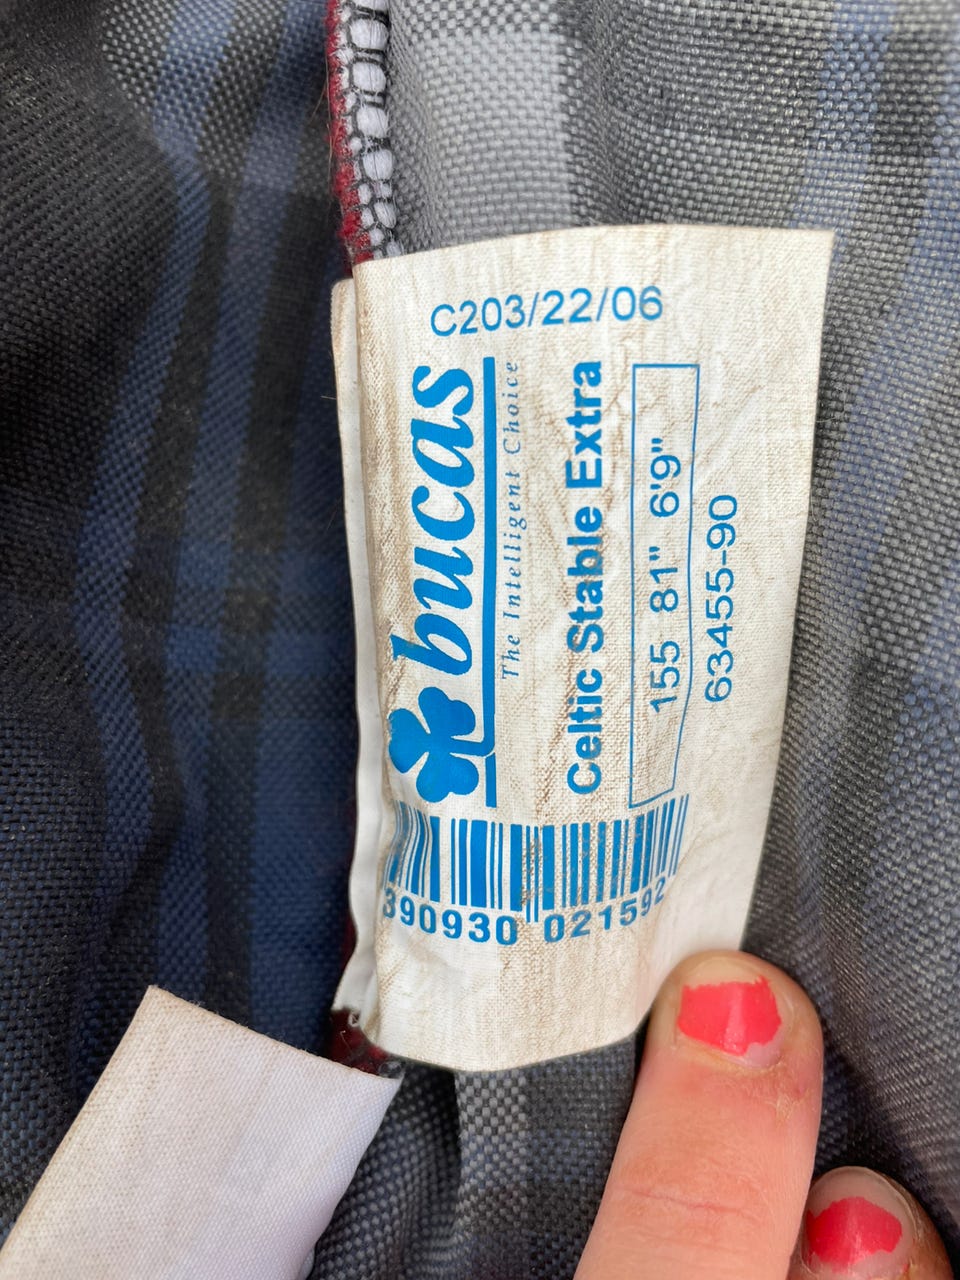 C203/22/06
bucas
The Intelligent Choice
Celtic Stable Extra
155 81" 6'9"
63455-90
390930 021592